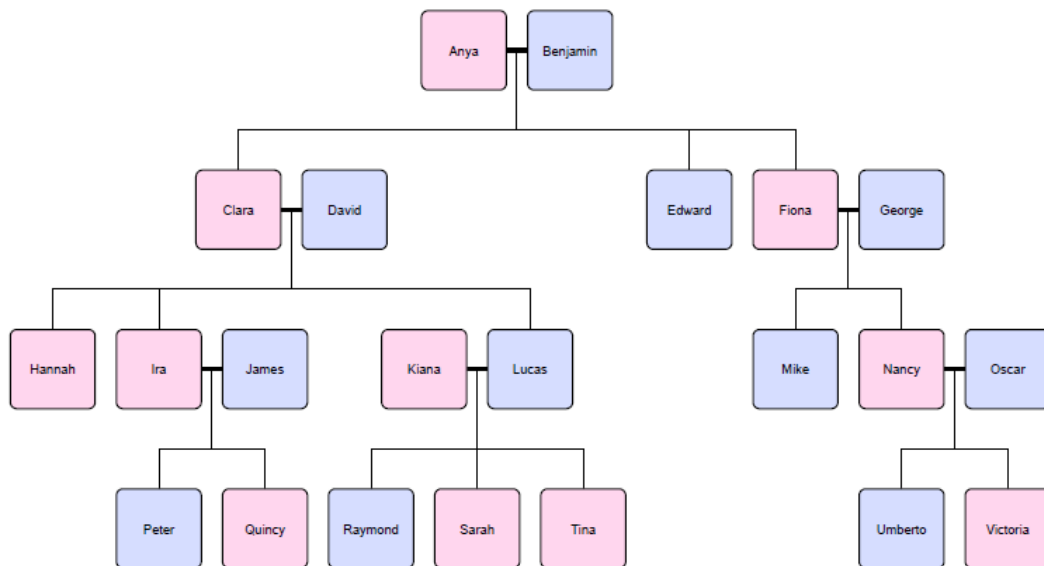 Anya
Benjamin
Clara
David
Edward
Fiona
George
Hannah
Ira
James
Kiana
Lucas
Mike
Nancy
Oscar
Peter
Quincy
Raymond
Sarah
Tina
Umberto
Victoria